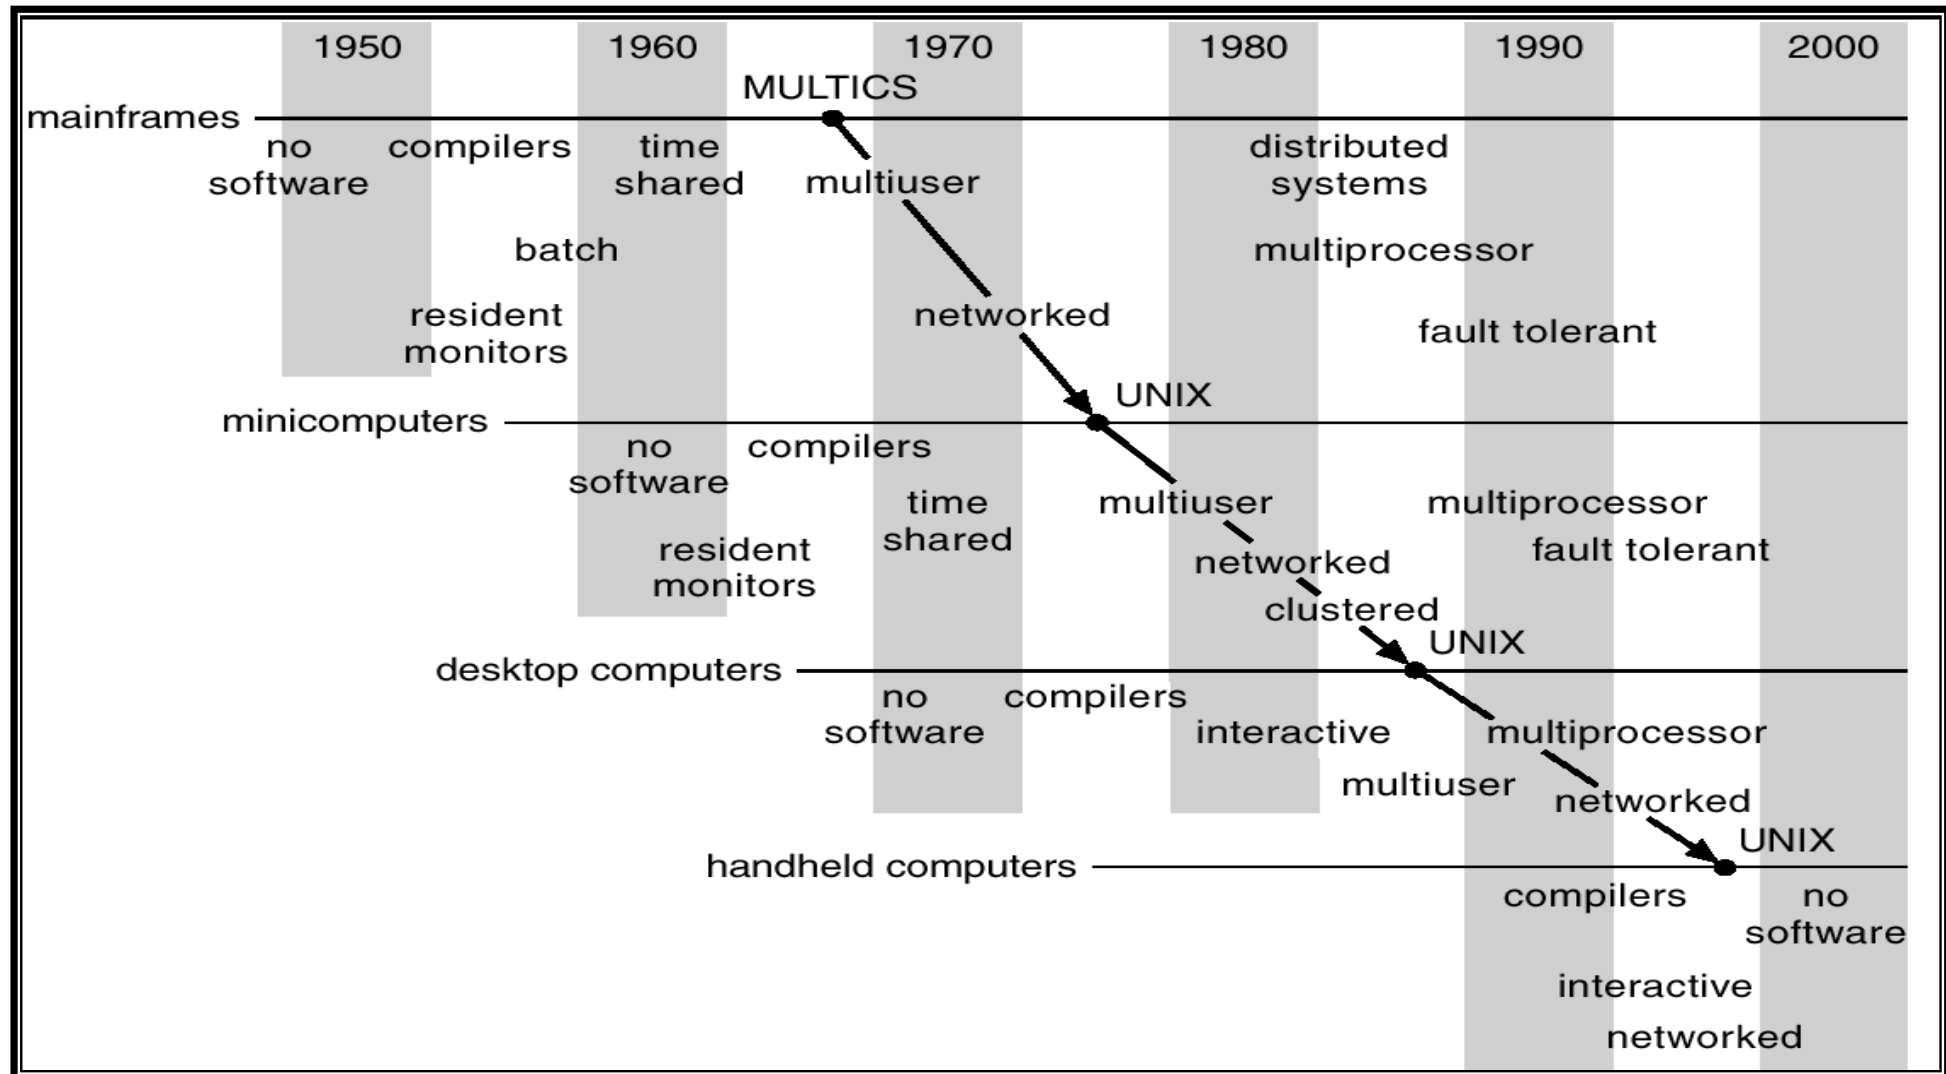 1950 1960 1970 1980 1990 2000
MULTICS
mainframes
no compilers time distributed
software shared multiuser systems
batch multiprocessor
resident networked fault tolerant
monitors
UNIX
minicomputers
no compilers
software time multiuser multiprocessor
shared
resident networked fault tolerant
monitors
clustered
UNIX
desktop computers
no compilers
software interactive multiprocessor
multiuser networked
UNIX
handheld computers
compilers no
software
interactive
networked